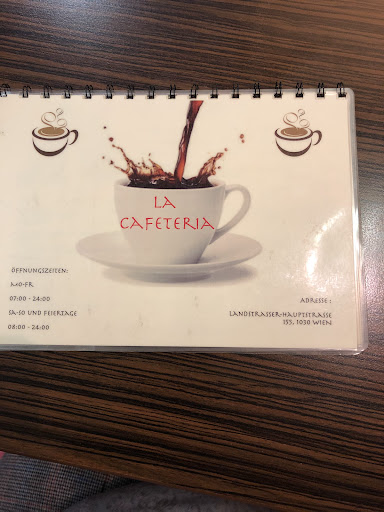 LA
CAFETERIA
ÖFFNUNGSZEITEN:
MO-FR
07:00 - 24:00
SA-SO UND FEIERTAGE
08:00 - 24:00
ADRESSE :
LANDSTRASSER-HAUPTSTRASSE
155, 1030 WIEN